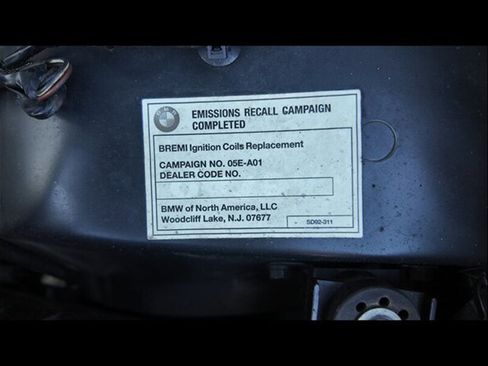 EMISSIONS RECALL CAMPAIGN
COMPLETED
BREMI Ignition Coils Replacement
CAMPAIGN NO. 05E-A01
DEALER CODE NO.
BMW of North America, LLC
Woodcliff Lake, N.J. 07677
SD92-311